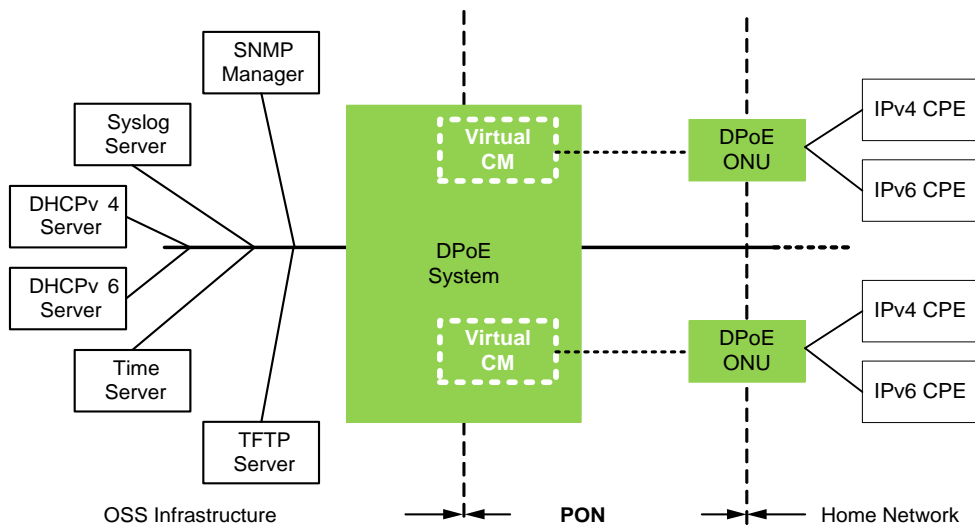 SNMP
Manager
Syslog
Server
DHCPv 4
Server
DHCPv 6
Server
Time
Server
TFTP
Server
Virtual
CM
DPoE
System
Virtual
CM
DPoE
ONU
IPv4 CPE
IPv6 CPE
DPoE
ONU
IPv4 CPE
IPv6 CPE
OSS Infrastructure
PON
Home Network